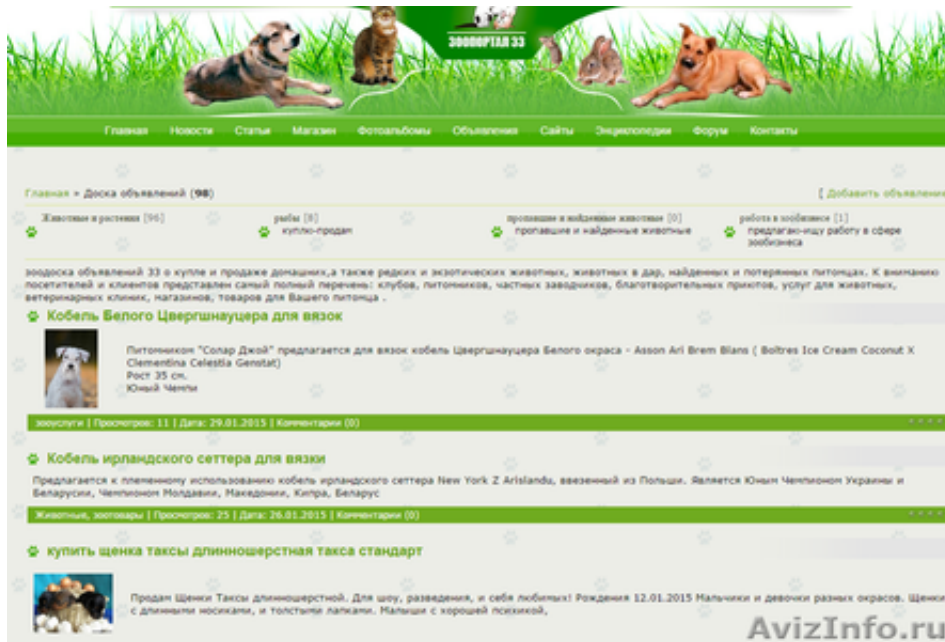 ЗООПОРТАЛ 33
Главная Новости Статьи Магазин Фотоальбомы Объявления Сайты Энциклопедии Форум Контакты
Главная » Доска объявлений (98) [ Добавить объявление
Животные и растения [96] рыбы [8] пропавшие и найденные животные [0] работа в зообизнесе [1]
куплю-продам пропавшие и найденные животные предлагаю-ищу работу в сфере
зообизнеса
зоодоска объявлений 33 о купле и продаже домашних,а также редких и экзотических животных, животных в дар, найденных и потерянных питомцах. К вниманию
посетителей и клиентов представлен самый полный перечень: клубов, питомников, частных заводчиков, благотворительных приютов, услуг для животных,
ветеринарных клиник, магазинов, товаров для Вашего питомца .
Кобель Белого Цвергшнауцера для вязок
Питомником "Солар Джой" предлагается для вязок кобель Цвергшнауцера Белого окраса - Asson Ari Brem Blans ( Boltres Ice Cream Coconut X
Clementina Celestia Genstat)
Рост 35 см.
Юный Чемпи
зооуслуги | Просмотров: 11 | Дата: 29.01.2015 | Комментарии (0)
Кобель ирландского сеттера для вязки
Предлагается к племенному использованию кобель ирландского сеттера New York Z Arislandu, ввезенный из Польши. Является Юным Чемпионом Украины и
Беларусии, Чемпионом Молдавии, Македонии, Кипра, Беларус
Животные, зоотовары | Просмотров: 25 | Дата: 26.01.2015 | Комментарии (0)
купить щенка таксы длинношерстная такса стандарт
Продам Щенки Таксы длинношерстной. Для шоу, разведения, и себя любимых! Рождения 12.01.2015 Мальчики и девочки разных окрасов. Щенки
с длинными носиками, и толстыми лапками. Малыши с хорошей психикой,
AvizInfo.ru